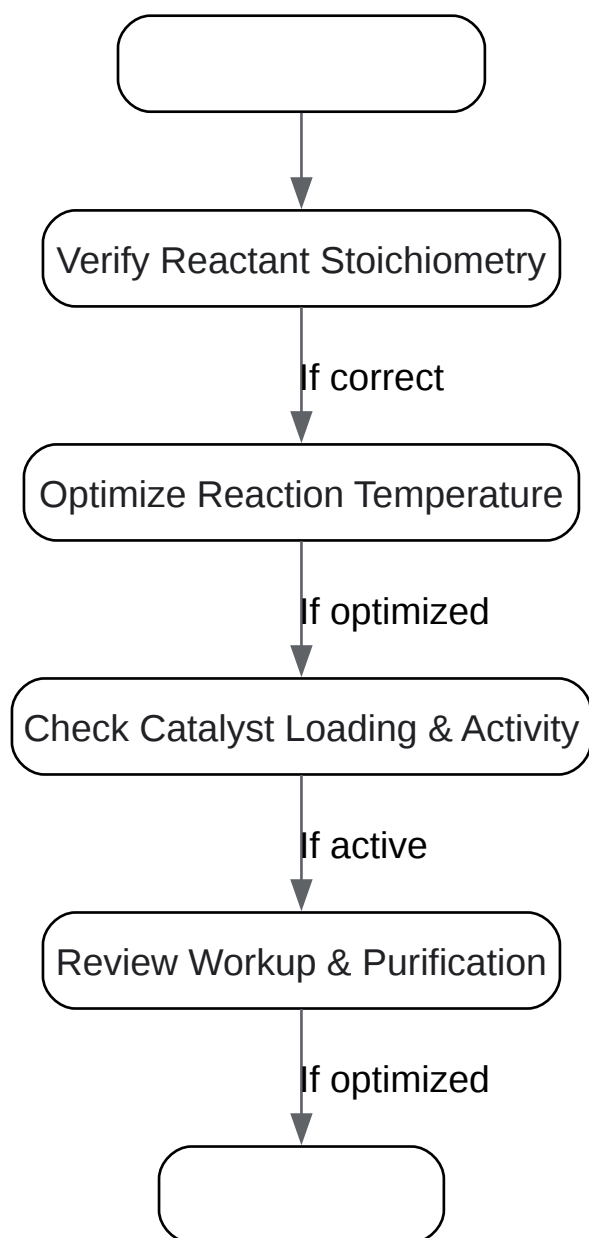 Verify Reactant Stoichiometry
If correct
Optimize Reaction Temperature
If optimized
Check Catalyst Loading & Activity
If active
Review Workup & Purification
If optimized